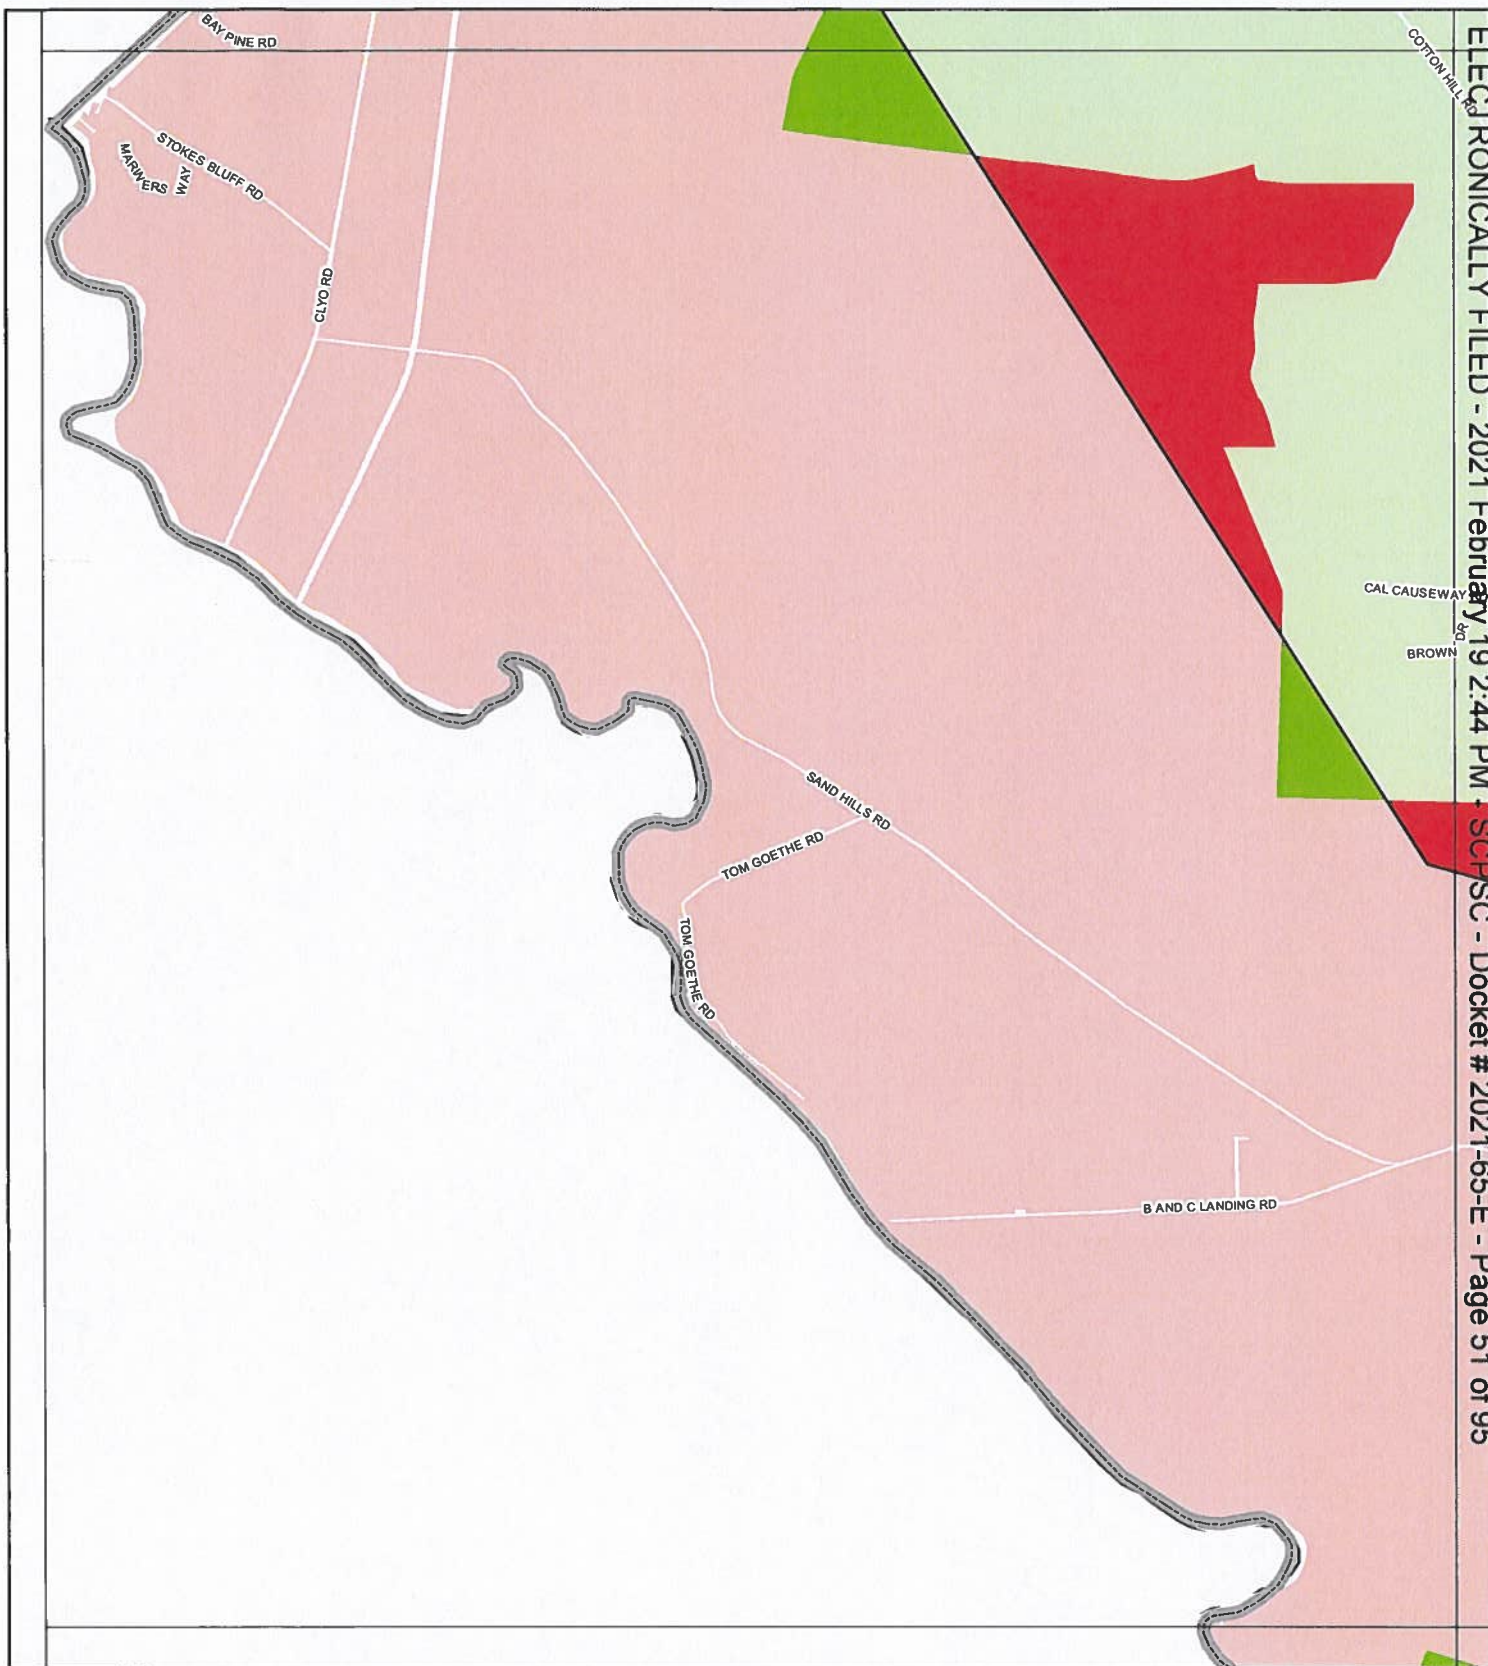 BAY PINE RD
COTTON HILL RD
STOKES BLUFF RD
MARINERS WAY
CLYO RD
CAL CAUSEWAY
BROWN DR
SAND HILLS RD
TOM GOETHE RD
TOM GOETHE RD
B AND C LANDING RD
ELECTRONICALLY FILED - 2021 February 19 2:44 PM - SCPSC - Docket # 2021-65-E - Page 51 of 95